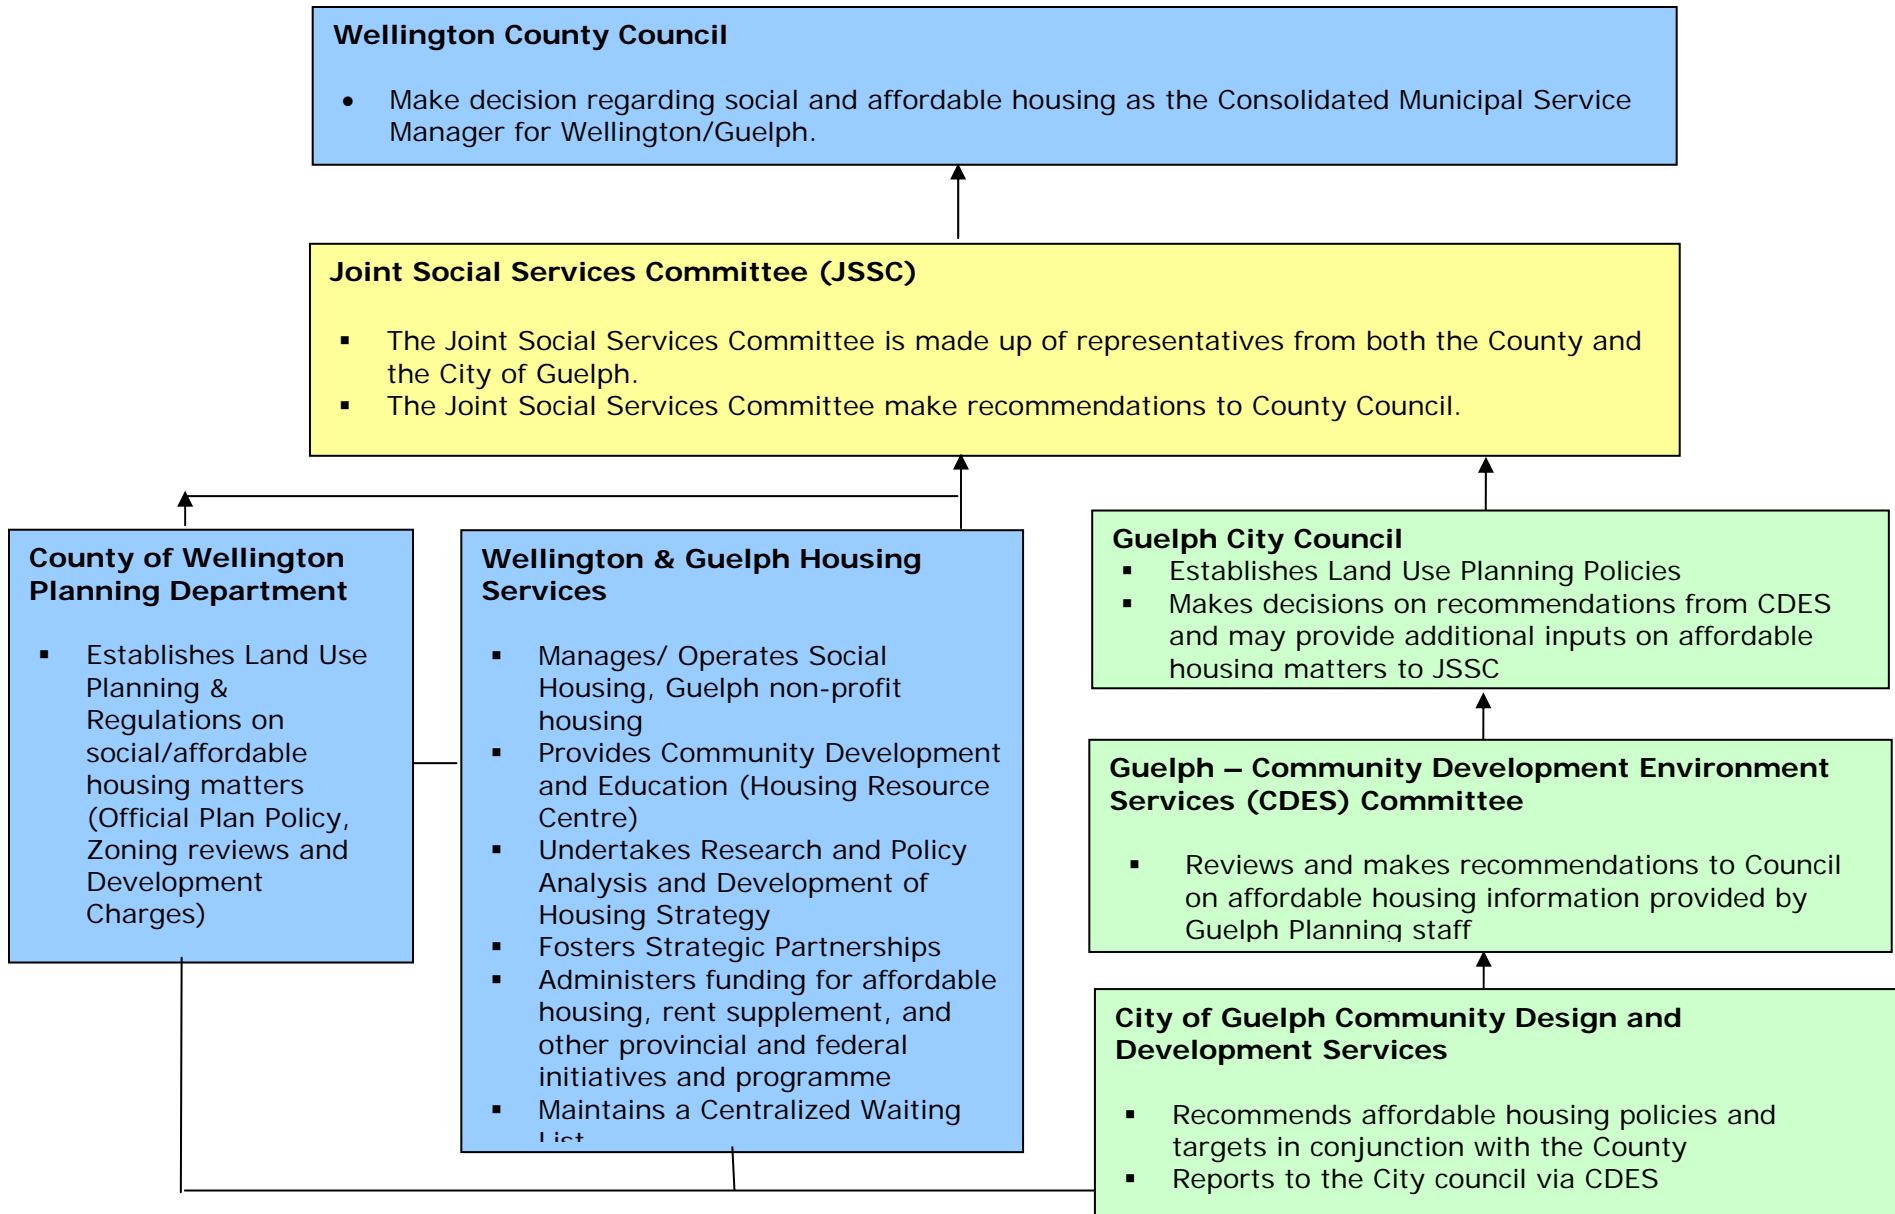 Wellington County Council
• Make decision regarding social and affordable housing as the Consolidated Municipal Service
Manager for Wellington/Guelph.
Joint Social Services Committee (JSSC)
▪ The Joint Social Services Committee is made up of representatives from both the County and
the City of Guelph.
▪ The Joint Social Services Committee make recommendations to County Council.
County of Wellington
Planning Department
▪ Establishes Land Use
Planning &
Regulations on
social/affordable
housing matters
(Official Plan Policy,
Zoning reviews and
Development
Charges)
Wellington & Guelph Housing
Services
▪ Manages/ Operates Social
Housing, Guelph non-profit
housing
▪ Provides Community Development
and Education (Housing Resource
Centre)
▪ Undertakes Research and Policy
Analysis and Development of
Housing Strategy
▪ Fosters Strategic Partnerships
▪ Administers funding for affordable
housing, rent supplement, and
other provincial and federal
initiatives and programme
▪ Maintains a Centralized Waiting
List
Guelph City Council
▪ Establishes Land Use Planning Policies
▪ Makes decisions on recommendations from CDES
and may provide additional inputs on affordable
housing matters to JSSC
Guelph – Community Development Environment
Services (CDES) Committee
▪ Reviews and makes recommendations to Council
on affordable housing information provided by
Guelph Planning staff
City of Guelph Community Design and
Development Services
▪ Recommends affordable housing policies and
targets in conjunction with the County
▪ Reports to the City council via CDES